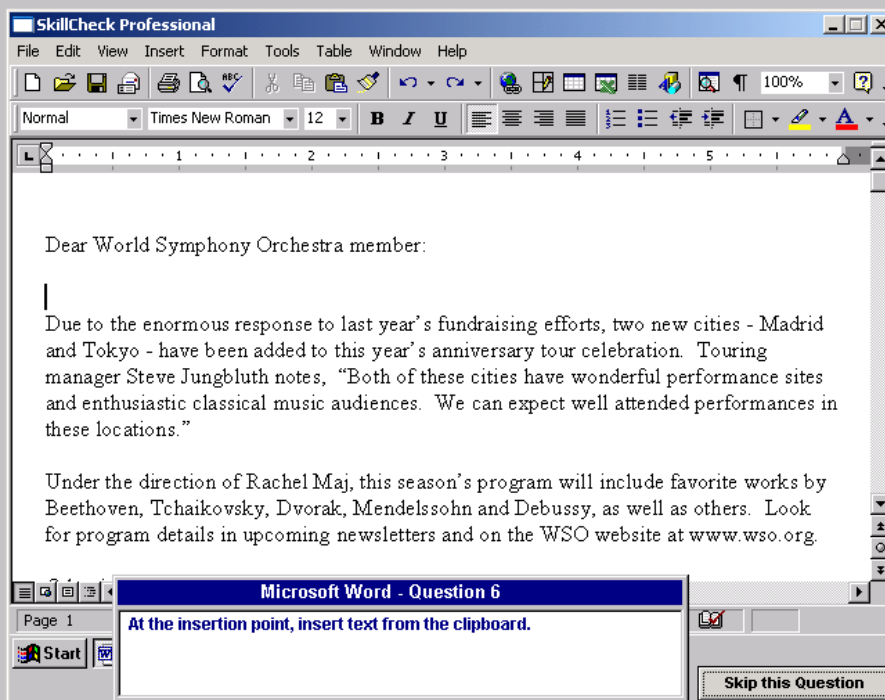 SkillCheck Professional
File Edit View Insert Format Tools Table Window Help
ABC 100%
Normal Times New Roman 12 B I U A
1 2 3 4 5
Dear World Symphony Orchestra member:
Due to the enormous response to last year’s fundraising efforts, two new cities - Madrid
and Tokyo - have been added to this year’s anniversary tour celebration. Touring
manager Steve Jungbluth notes, “Both of these cities have wonderful performance sites
and enthusiastic classical music audiences. We can expect well attended performances in
these locations.”
Under the direction of Rachel Maj, this season’s program will include favorite works by
Beethoven, Tchaikovsky, Dvorak, Mendelssohn and Debussy, as well as others. Look
for program details in upcoming newsletters and on the WSO website at www.wso.org.
Microsoft Word - Question 6
Page 1
At the insertion point, insert text from the clipboard.
Start W
Skip this Question